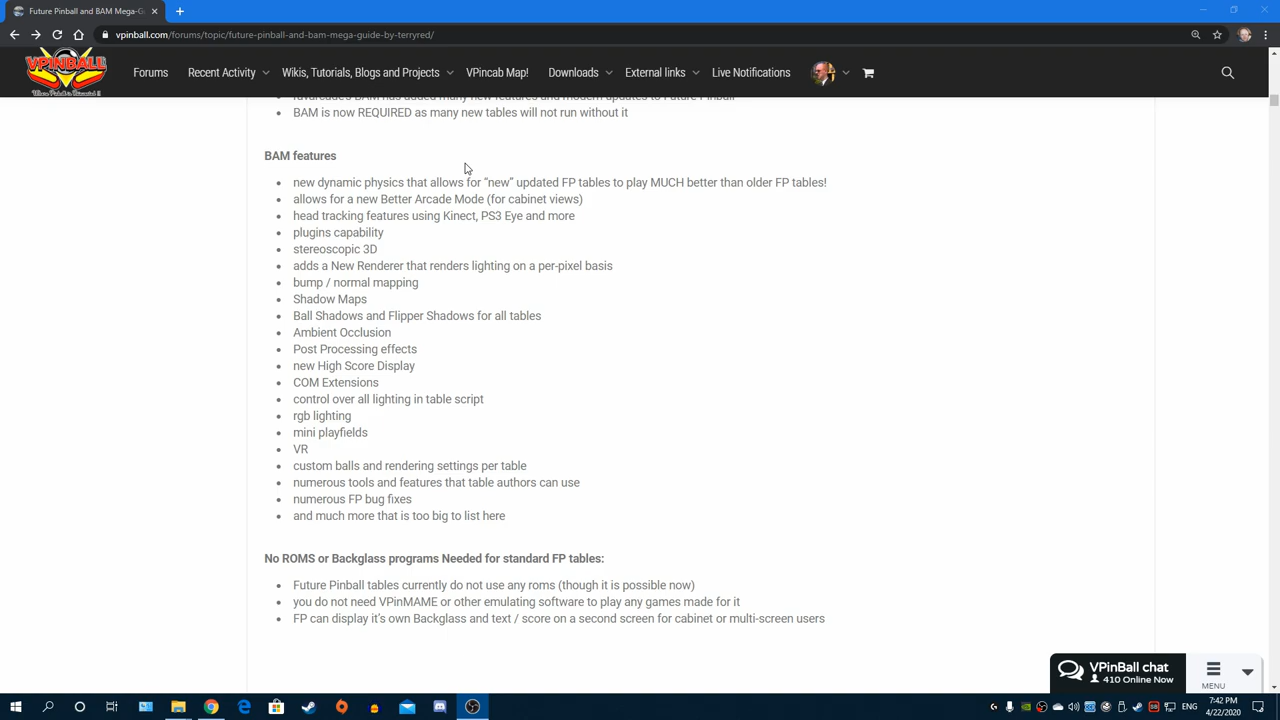 Future Pinball and BAM Mega-G
vpinball.com/forums/topic/future-pinball-and-bam-mega-guide-by-terryred/
VPINBALL
Forums Recent Activity Wikis, Tutorials, Blogs and Projects VPincab Map! Downloads External links Live Notifications
BAM is now REQUIRED as many new tables will not run without it
BAM features
new dynamic physics that allows for “new” updated FP tables to play MUCH better than older FP tables!
allows for a new Better Arcade Mode (for cabinet views)
head tracking features using Kinect, PS3 Eye and more
plugins capability
stereoscopic 3D
adds a New Renderer that renders lighting on a per-pixel basis
bump / normal mapping
Shadow Maps
Ball Shadows and Flipper Shadows for all tables
Ambient Occlusion
Post Processing effects
new High Score Display
COM Extensions
control over all lighting in table script
rgb lighting
mini playfields
VR
custom balls and rendering settings per table
numerous tools and features that table authors can use
numerous FP bug fixes
and much more that is too big to list here
No ROMS or Backglass programs Needed for standard FP tables:
Future Pinball tables currently do not use any roms (though it is possible now)
you do not need VPinMAME or other emulating software to play any games made for it
FP can display it’s own Backglass and text / score on a second screen for cabinet or multi-screen users
VPinBall chat
410 Online Now
MENU
ENG
7:42 PM
4/22/2020